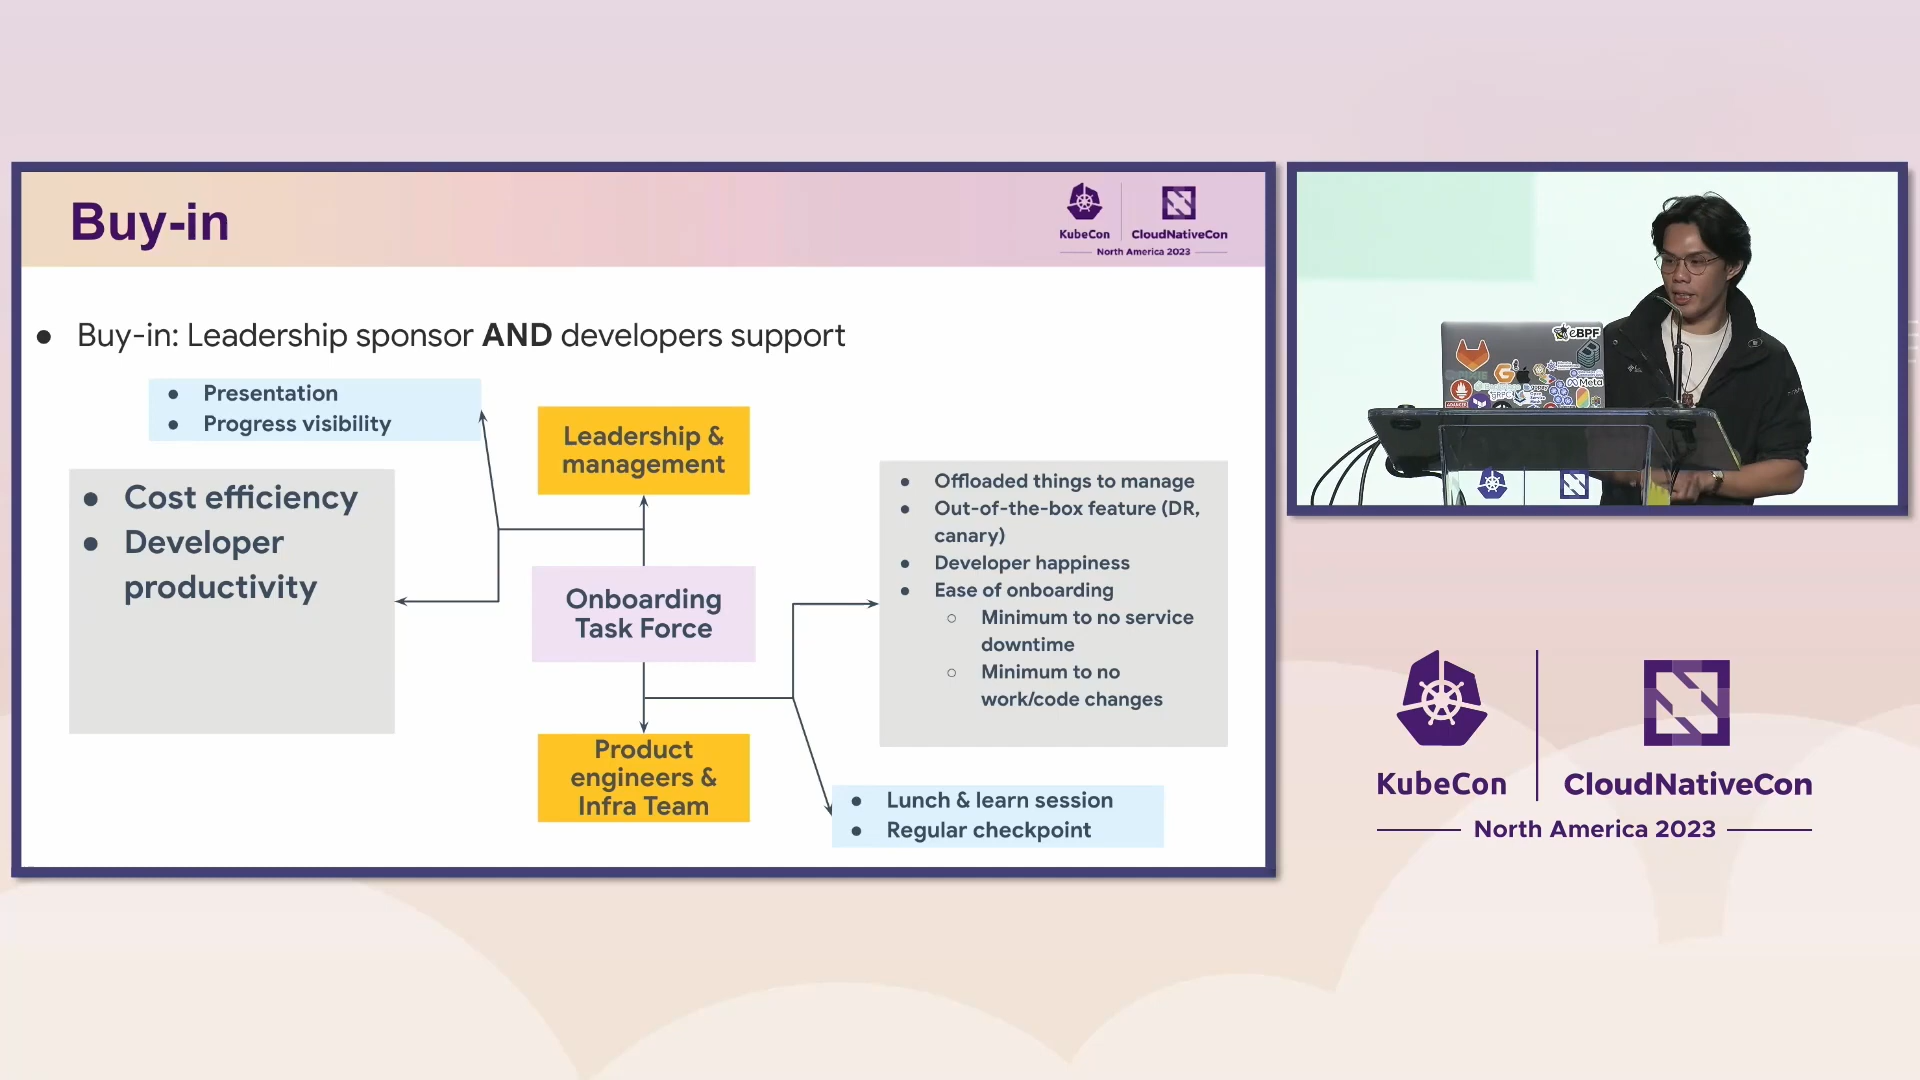 Buy-in
KubeCon
CloudNativeCon
North America 2023
● Buy-in: Leadership sponsor AND developers support
● Presentation
● Progress visibility
● Cost efficiency
● Developer
productivity
Leadership &
management
Onboarding
Task Force
Product
engineers &
Infra Team
● Offloaded things to manage
● Out-of-the-box feature (DR,
canary)
● Developer happiness
● Ease of onboarding
○ Minimum to no service
downtime
○ Minimum to no
work/code changes
● Lunch & learn session
● Regular checkpoint
eBPF
Meta
gRPC
KubeCon
CloudNativeCon
North America 2023